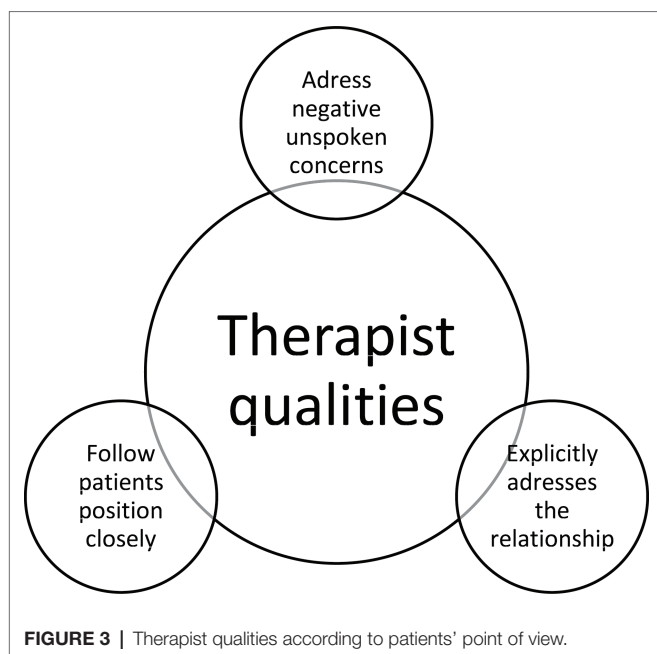 Adress
negative
unspoken
concerns
Therapist
qualities
Follow
patients
position
closely
Explicitly
adresses
the
relationship
FIGURE 3 | Therapist qualities according to patients’ point of view.